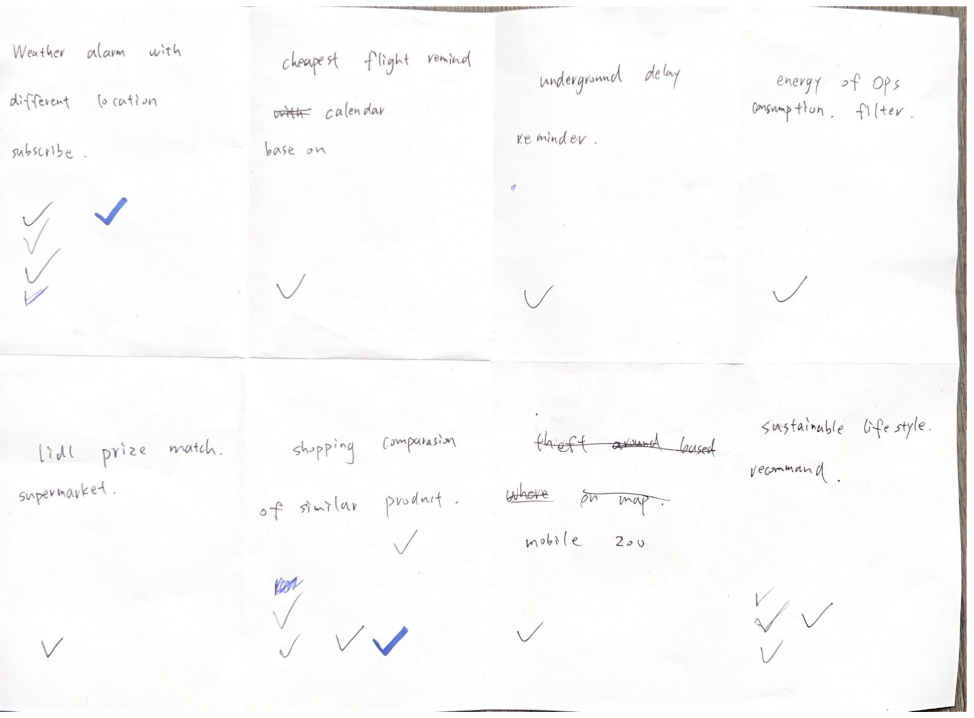 Weather alarm with
different location
subscribe.
cheapest flight remind
with calendar
base on
underground delay
reminder.
energy of OPs
consumption. filter.
lidl prize match.
supermarket.
shopping comparasion
of similar product.
theft around based
where on map.
mobile zoo
sustainable life style.
recommand.